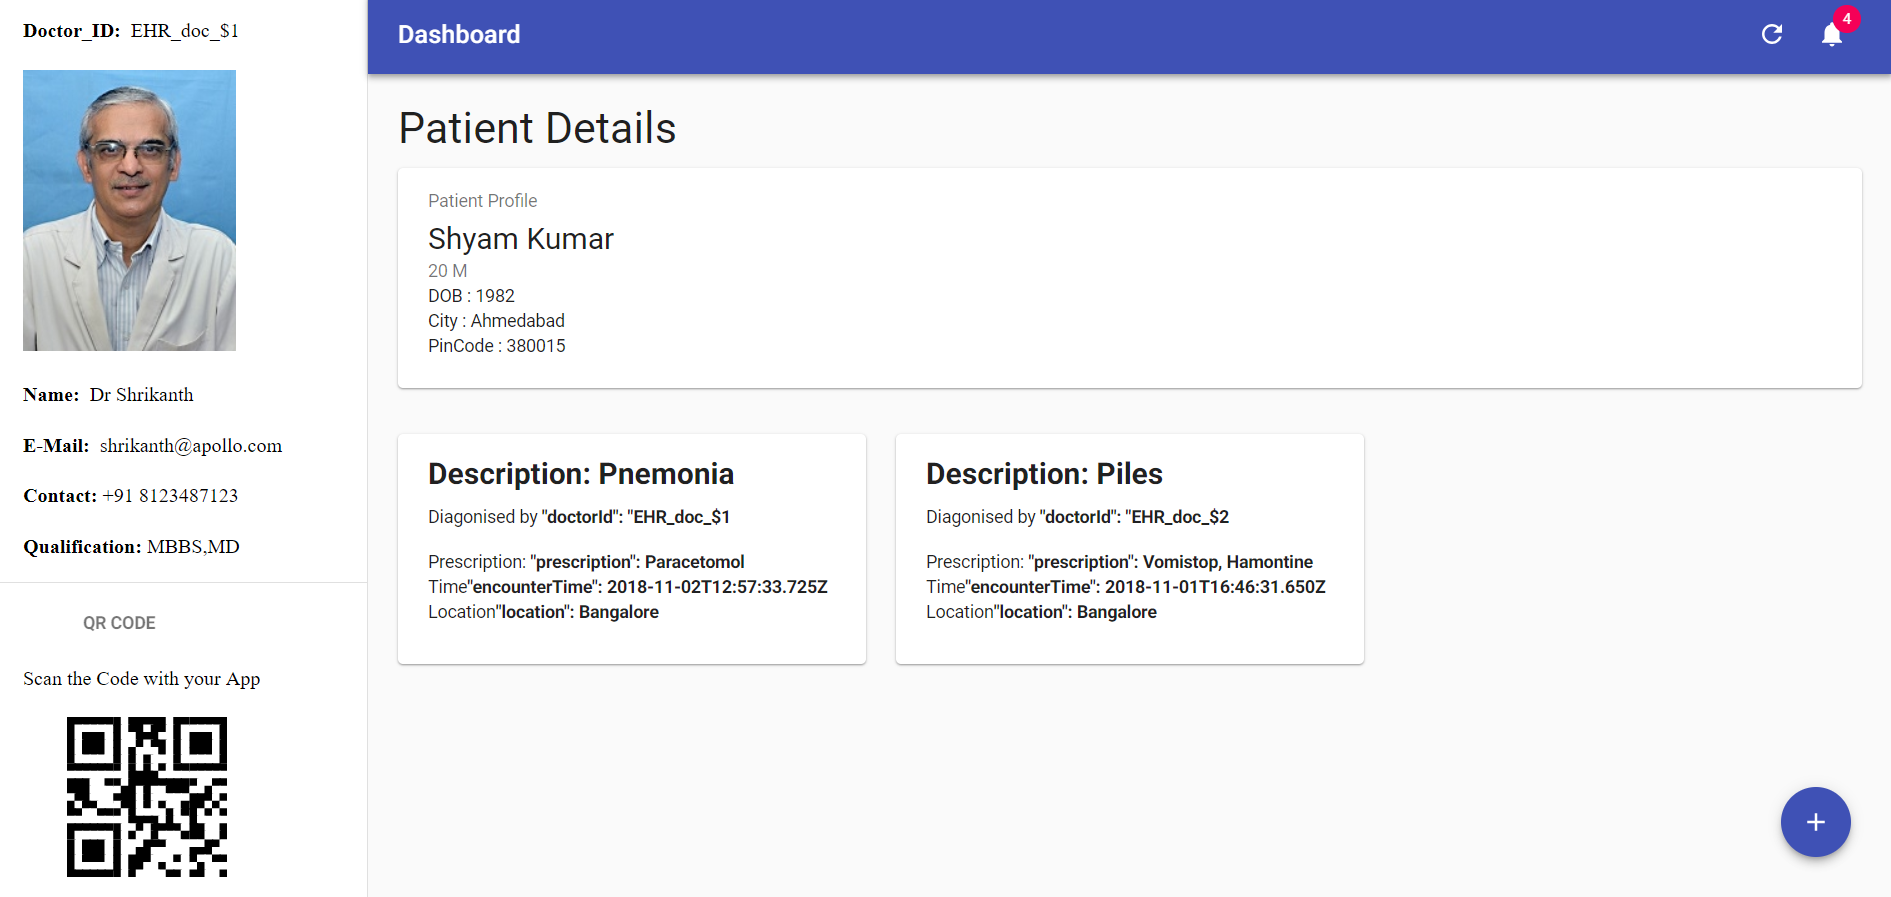 Doctor_ID: EHR_doc_$1
Name: Dr Shrikanth
E-Mail: shrikanth@apollo.com
Contact: +91 8123487123
Qualification: MBBS,MD
QR CODE
Scan the Code with your App
Dashboard
4
Patient Details
Patient Profile
Shyam Kumar
20 M
DOB : 1982
City : Ahmedabad
PinCode : 380015
Description: Pnemonia
Diagonised by "doctorId": "EHR_doc_$1
Prescription: "prescription": Paracetomol
Time"encounterTime": 2018-11-02T12:57:33.725Z
Location"location": Bangalore
Description: Piles
Diagonised by "doctorId": "EHR_doc_$2
Prescription: "prescription": Vomistop, Hamontine
Time"encounterTime": 2018-11-01T16:46:31.650Z
Location"location": Bangalore
+